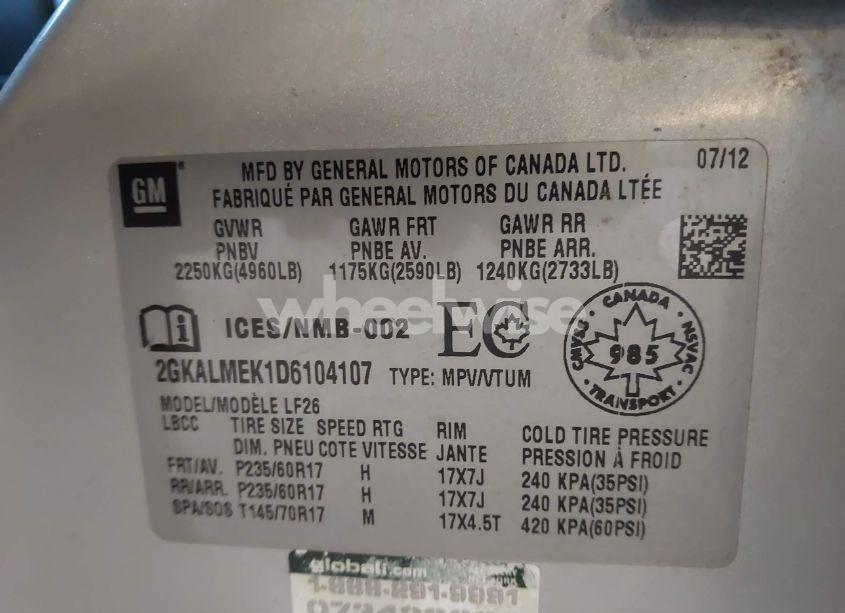 GM
MFD BY GENERAL MOTORS OF CANADA LTD. 07/12
FABRIQUÉ PAR GENERAL MOTORS DU CANADA LTÉE
GVWR GAWR FRT GAWR RR
PNBV PNBE AV. PNBE ARR.
2250KG(4960LB) 1175KG(2590LB) 1240KG(2733LB)
wheelwise
i ICES/NMB-002 EC
CANADA
CMVSS 985 NSVAC
TRANSPORT
2GKALMEK1D6104107 TYPE: MPV/VTUM
MODEL/MODÈLE LF26
LBCC TIRE SIZE SPEED RTG RIM COLD TIRE PRESSURE
DIM. PNEU COTE VITESSE JANTE PRESSION À FROID
FRT/AV. P235/60R17 H 17X7J 240 KPA(35PSI)
RR/ARR. P235/60R17 H 17X7J 240 KPA(35PSI)
SPA/SOS T145/70R17 M 17X4.5T 420 KPA(60PSI)
globali.com